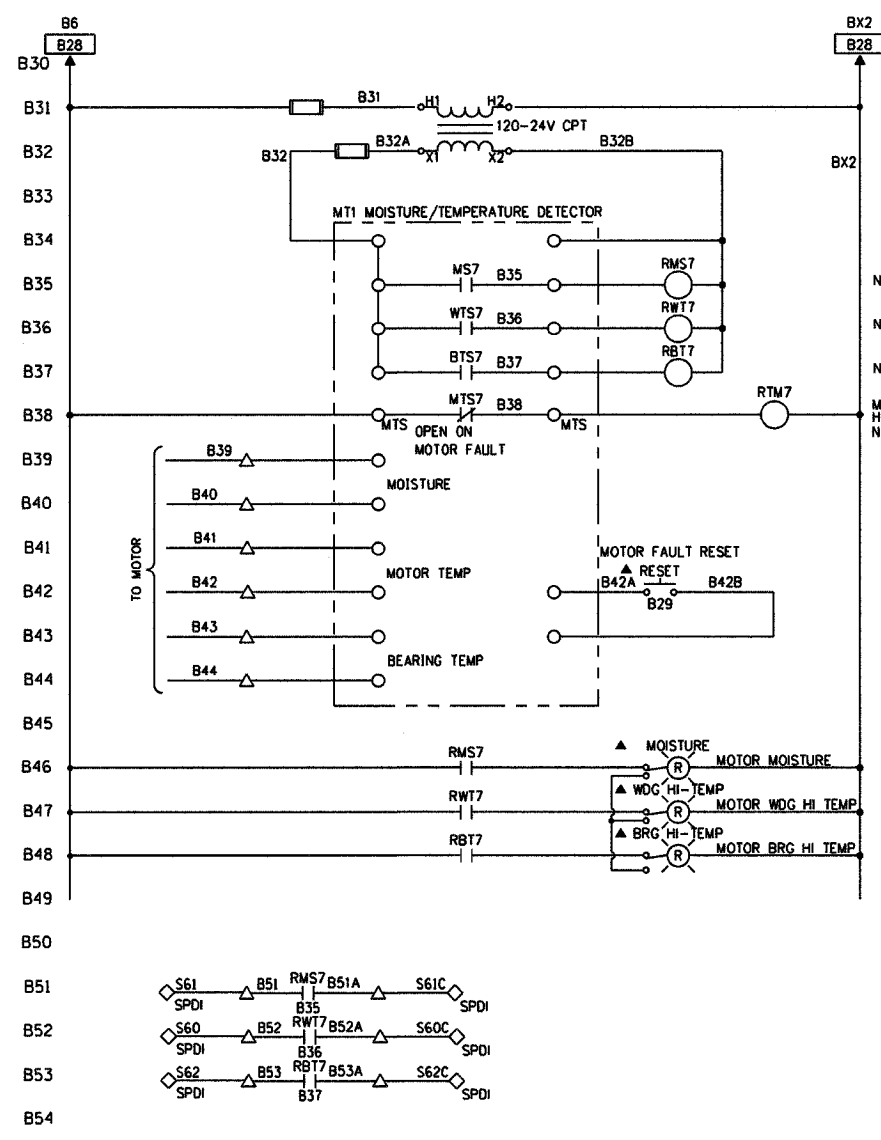 B6
BX2
B28
B28
B30
B31
B31
H1
H2
120-24V CPT
B32
B32
B32A
X1
X2
B32B
BX2
B33
MT1 MOISTURE/TEMPERATURE DETECTOR
B34
B35
MS7
B35
RMS7
N
B36
WTS7
B36
RWT7
N
B37
BTS7
B37
RBT7
N
B38
MTS
MTS7
B38
MTS
RTM7
M
H
N
OPEN ON
MOTOR FAULT
B39
B39
MOISTURE
B40
B40
B41
B41
TO MOTOR
MOTOR TEMP
MOTOR FAULT RESET
RESET
B42
B42
B42A
B29
B42B
B43
B43
BEARING TEMP
B44
B44
B45
B46
RMS7
MOISTURE
R
MOTOR MOISTURE
B47
RWT7
WDG HI-TEMP
R
MOTOR WDG HI TEMP
B48
RBT7
BRG HI-TEMP
R
MOTOR BRG HI TEMP
B49
B50
B51
S61
SPDI
B51
RMS7
B35
B51A
S61C
SPDI
B52
S60
SPDI
B52
RWT7
B36
B52A
S60C
SPDI
B53
S62
SPDI
B53
RBT7
B37
B53A
S62C
SPDI
B54